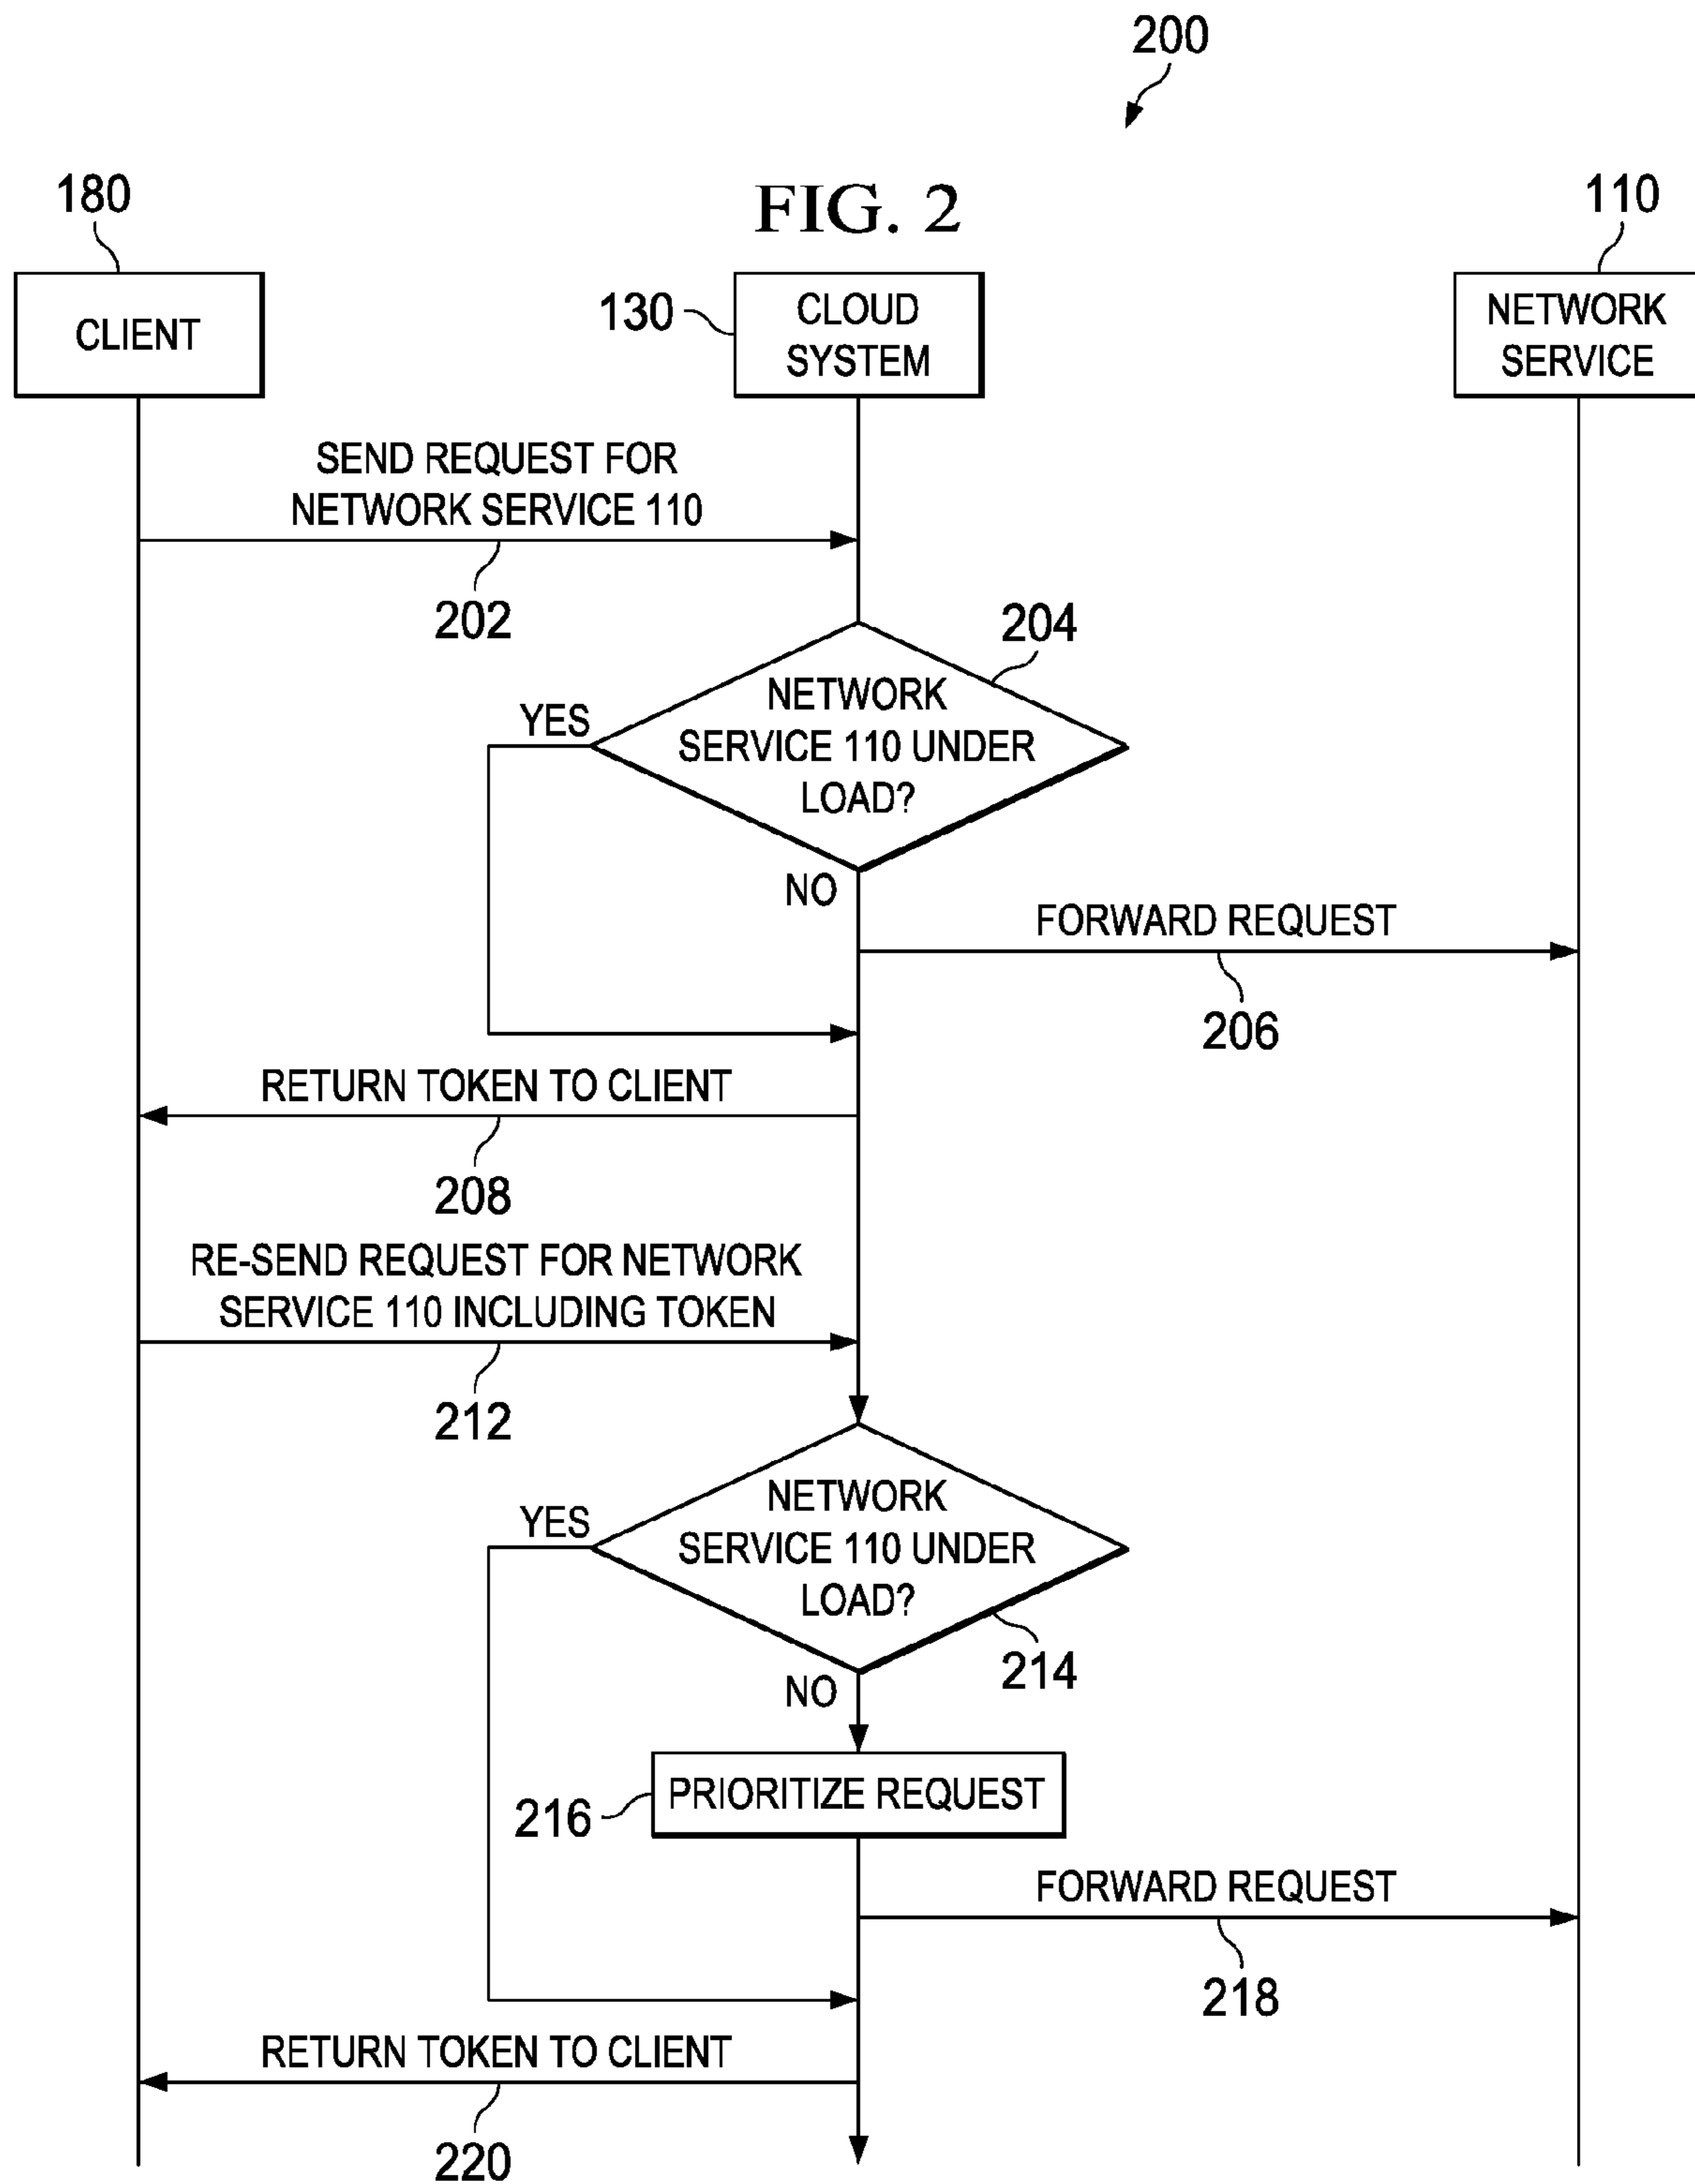 200
FIG. 2
180
110
CLIENT
130
CLOUD
SYSTEM
NETWORK
SERVICE
SEND REQUEST FOR
NETWORK SERVICE 110
202
204
NETWORK
SERVICE 110 UNDER
LOAD?
YES
NO
FORWARD REQUEST
206
RETURN TOKEN TO CLIENT
208
RE-SEND REQUEST FOR NETWORK
SERVICE 110 INCLUDING TOKEN
212
NETWORK
SERVICE 110 UNDER
LOAD?
YES
214
NO
216
PRIORITIZE REQUEST
FORWARD REQUEST
218
RETURN TOKEN TO CLIENT
220